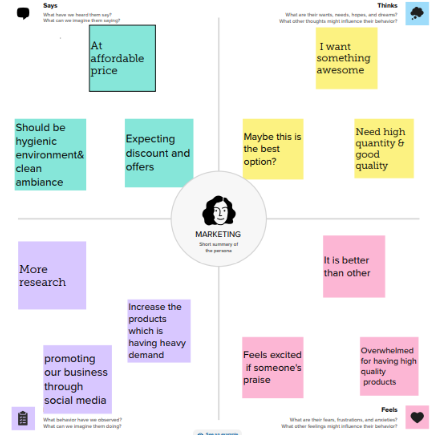 Says
What have we heard them say?
What can we imagine them saying?
Thinks
What are their wants, needs, hopes, and dreams?
What other thoughts might influence their behavior?
At
affordable
price
I want
something
awesome
Should be
hygienic
environment&
clean
ambiance
Expecting
discount and
offers
Maybe this is
the best
option?
Need high
quantity &
good
quality
MARKETING
Short summary of
the persona
More
research
Increase the
products
which is
having heavy
demand
promoting
our business
through
social media
It is better
than other
Feels excited
if someone's
praise
Overwhelmed
for having high
quality
products
What behavior have we observed?
What can we imagine them doing?
Feels
What are their fears, frustrations, and anxieties?
What other feelings might influence their behavior?